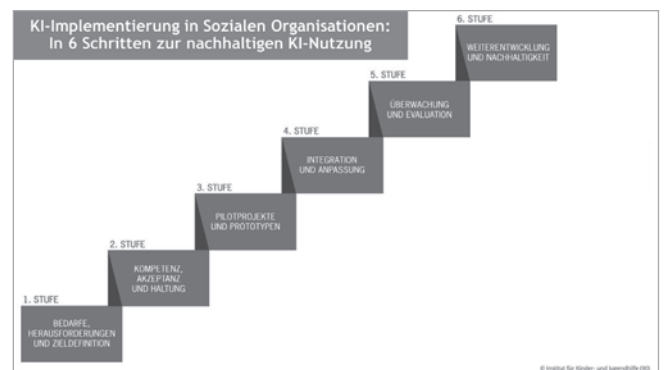 KI-Implementierung in Sozialen Organisationen:
In 6 Schritten zur nachhaltigen KI-Nutzung
6. STUFE
WEITERENTWICKLUNG
UND NACHHALTIGKEIT
5. STUFE
ÜBERWACHUNG
UND EVALUATION
4. STUFE
INTEGRATION
UND ANPASSUNG
3. STUFE
PILOTPROJEKTE
UND PROTOTYPEN
2. STUFE
KOMPETENZ,
AKZEPTANZ
UND HALTUNG
1. STUFE
BEDARFE,
HERAUSFORDERUNGEN
UND ZIELDEFINITION
© Institut für Kinder- und Jugendhilfe